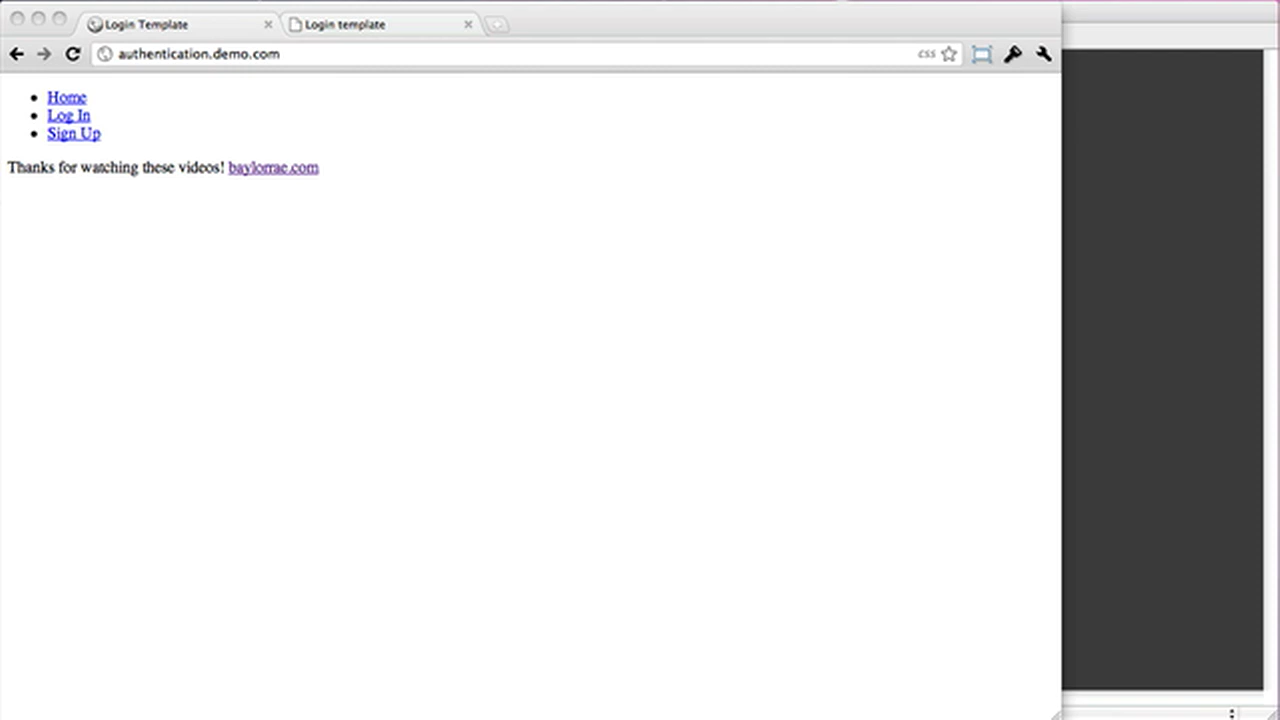 Login Template
Login template
authentication.demo.com
css
Home
Log In
Sign Up
Thanks for watching these videos! baylorrae.com